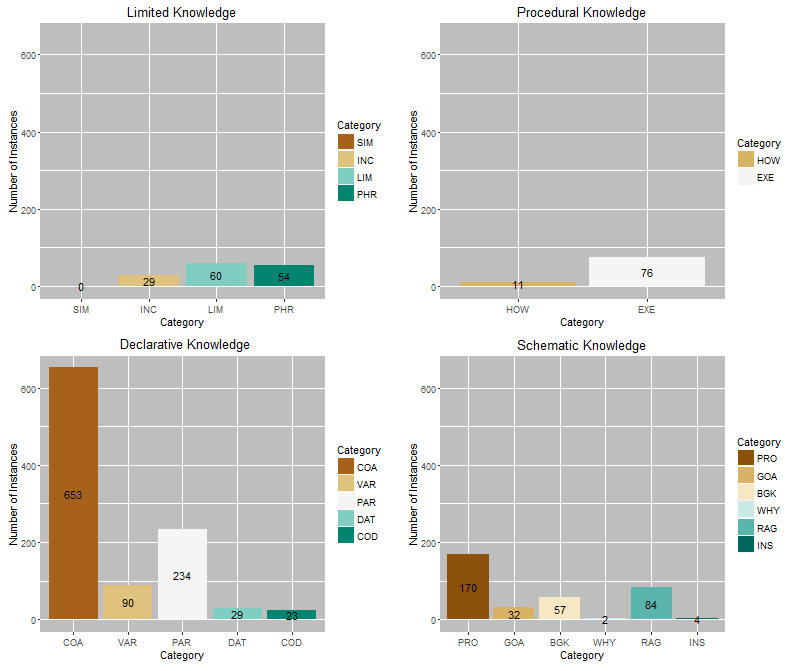 Limited Knowledge
Number of Instances
600
400
200
0
0
29
60
54
SIM INC LIM PHR
Category
Category
SIM
INC
LIM
PHR
Procedural Knowledge
Number of Instances
600
400
200
0
11
76
HOW EXE
Category
Category
HOW
EXE
Declarative Knowledge
Number of Instances
600
400
200
0
653
90
234
29
23
COA VAR PAR DAT COD
Category
Category
COA
VAR
PAR
DAT
COD
Schematic Knowledge
Number of Instances
600
400
200
0
170
32
57
2
84
4
PRO GOA BGK WHY RAG INS
Category
Category
PRO
GOA
BGK
WHY
RAG
INS